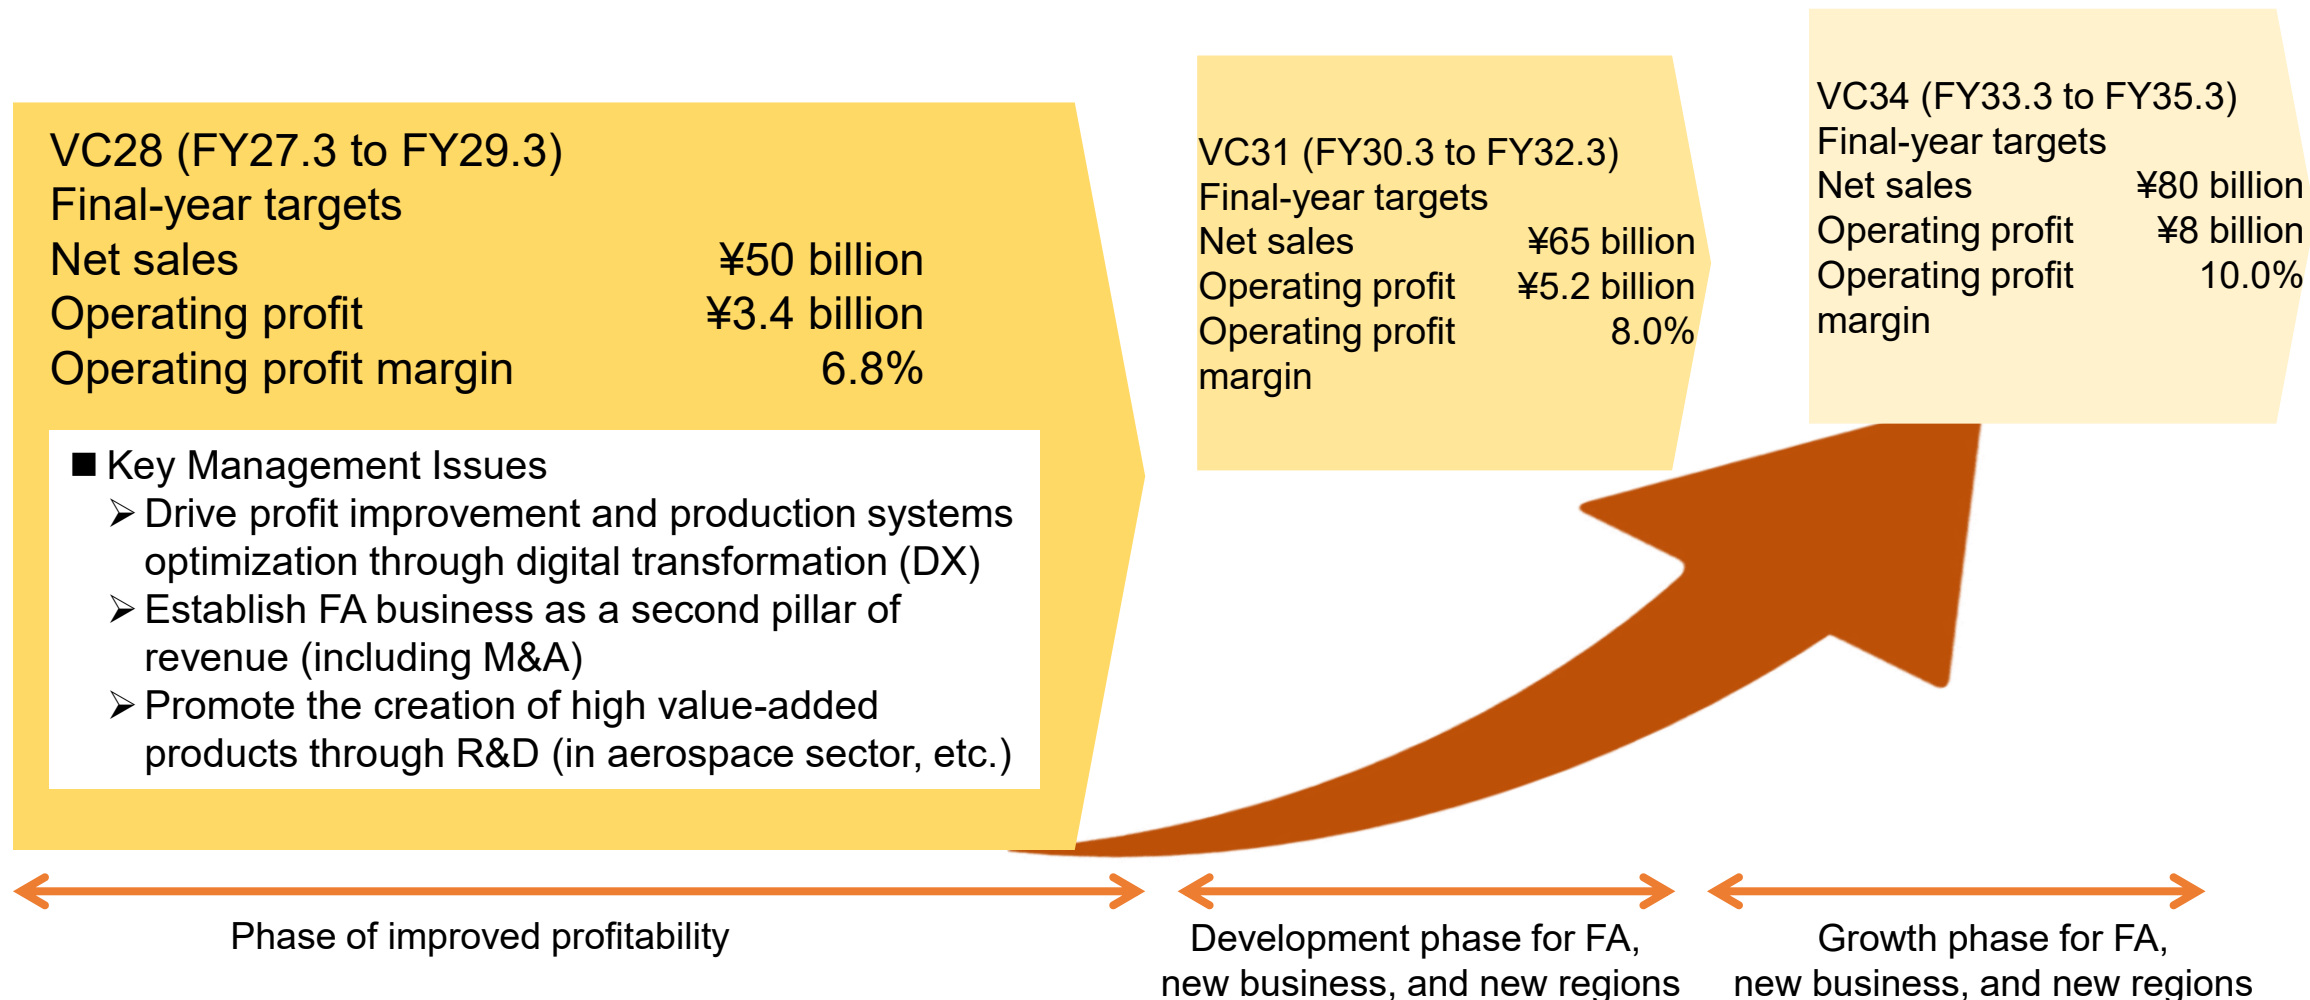 VC28 (FY27.3 to FY29.3)
Final-year targets
Net sales ¥50 billion
Operating profit ¥3.4 billion
Operating profit margin 6.8%
■ Key Management Issues
➢ Drive profit improvement and production systems
optimization through digital transformation (DX)
➢ Establish FA business as a second pillar of
revenue (including M&A)
➢ Promote the creation of high value-added
products through R&D (in aerospace sector, etc.)
VC31 (FY30.3 to FY32.3)
Final-year targets
Net sales ¥65 billion
Operating profit ¥5.2 billion
Operating profit 8.0%
margin
VC34 (FY33.3 to FY35.3)
Final-year targets
Net sales ¥80 billion
Operating profit ¥8 billion
Operating profit 10.0%
margin
Phase of improved profitability
Development phase for FA,
new business, and new regions
Growth phase for FA,
new business, and new regions